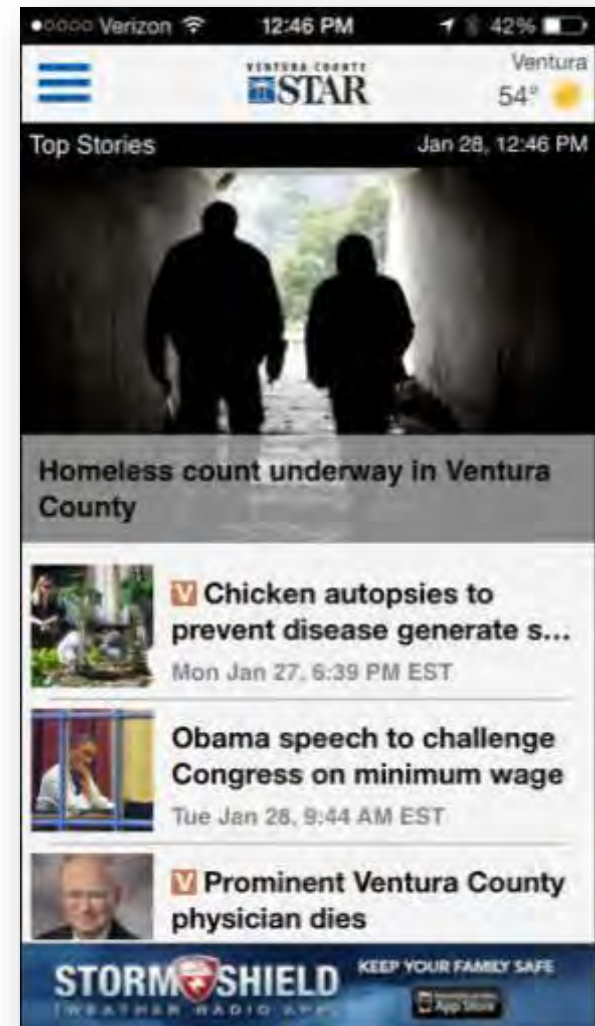 Verizon 12:46 PM 42%
VENTURA COUNTY
STAR
Ventura
54°
Top Stories Jan 28, 12:46 PM
Homeless count underway in Ventura
County
V Chicken autopsies to
prevent disease generate s...
Mon Jan 27, 6:39 PM EST
Obama speech to challenge
Congress on minimum wage
Tue Jan 28, 9:44 AM EST
V Prominent Ventura County
physician dies
STORM SHIELD
WEATHER RADIO APP
KEEP YOUR FAMILY SAFE
App Store